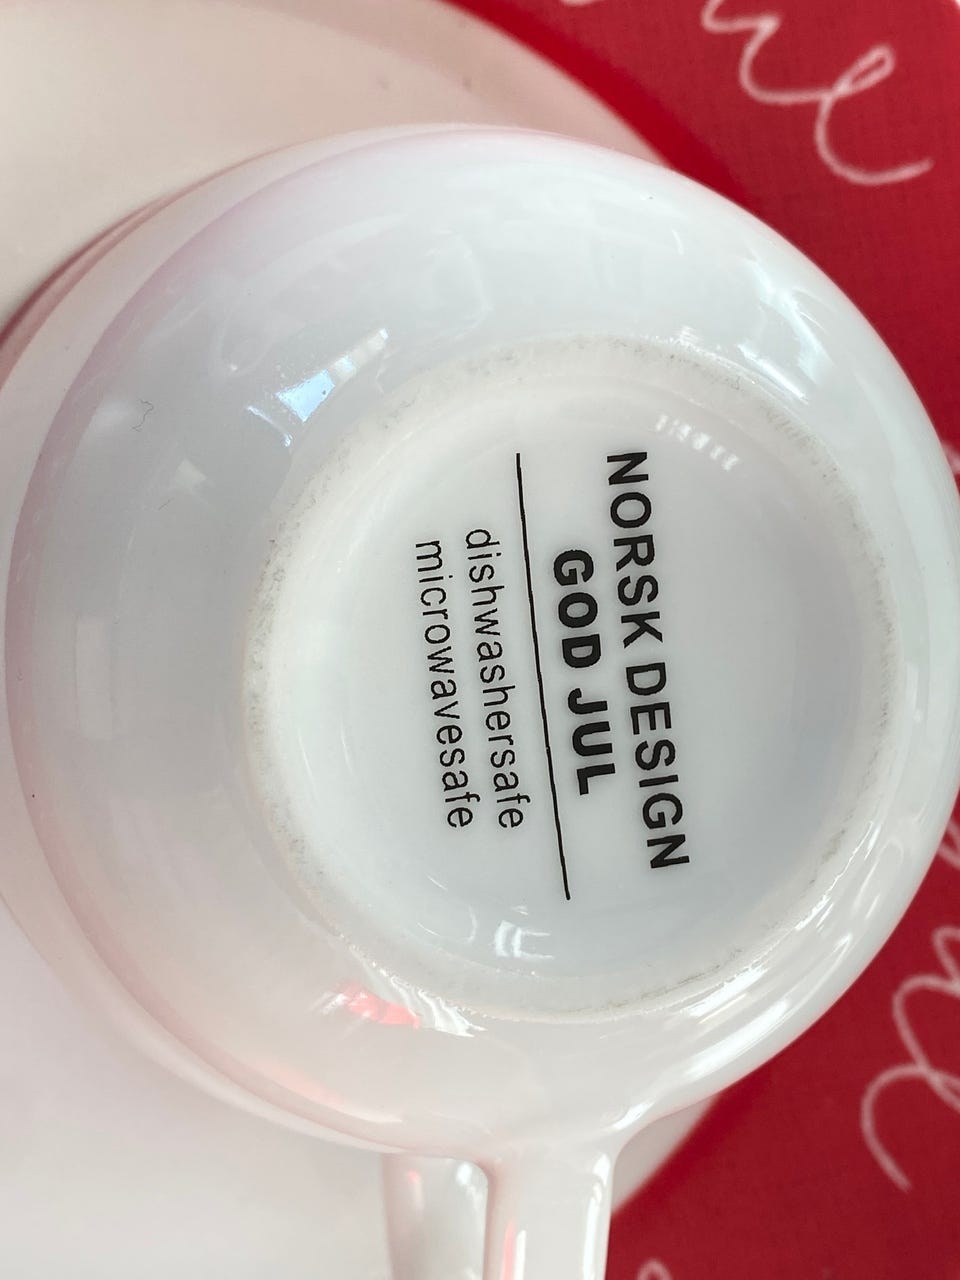 NORSK DESIGN
GOD JUL
dishwashersafe
microwavesafe